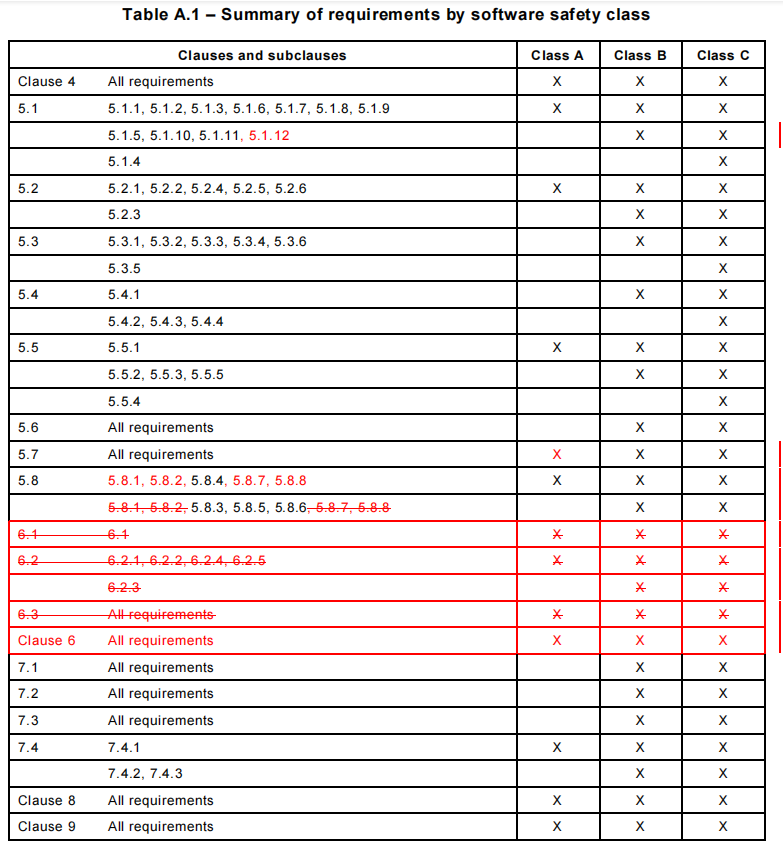 Table A.1 – Summary of requirements by software safety class
Clauses and subclauses Class A Class B Class C
Clause 4 All requirements X X X
5.1 5.1.1, 5.1.2, 5.1.3, 5.1.6, 5.1.7, 5.1.8, 5.1.9 X X X
5.1.5, 5.1.10, 5.1.11, 5.1.12 X X
5.1.4 X
5.2 5.2.1, 5.2.2, 5.2.4, 5.2.5, 5.2.6 X X X
5.2.3 X X
5.3 5.3.1, 5.3.2, 5.3.3, 5.3.4, 5.3.6 X X
5.3.5 X
5.4 5.4.1 X X
5.4.2, 5.4.3, 5.4.4 X
5.5 5.5.1 X X X
5.5.2, 5.5.3, 5.5.5 X X
5.5.4 X
5.6 All requirements X X
5.7 All requirements X X X
5.8 5.8.1, 5.8.2, 5.8.4, 5.8.7, 5.8.8 X X X
5.8.1, 5.8.2, 5.8.3, 5.8.5, 5.8.6, 5.8.7, 5.8.8 X X
6.1 6.1 X X X
6.2 6.2.1, 6.2.2, 6.2.4, 6.2.5 X X X
6.2.3 X X
6.3 All requirements X X X
Clause 6 All requirements X X X
7.1 All requirements X X
7.2 All requirements X X
7.3 All requirements X X
7.4 7.4.1 X X X
7.4.2, 7.4.3 X X
Clause 8 All requirements X X X
Clause 9 All requirements X X X